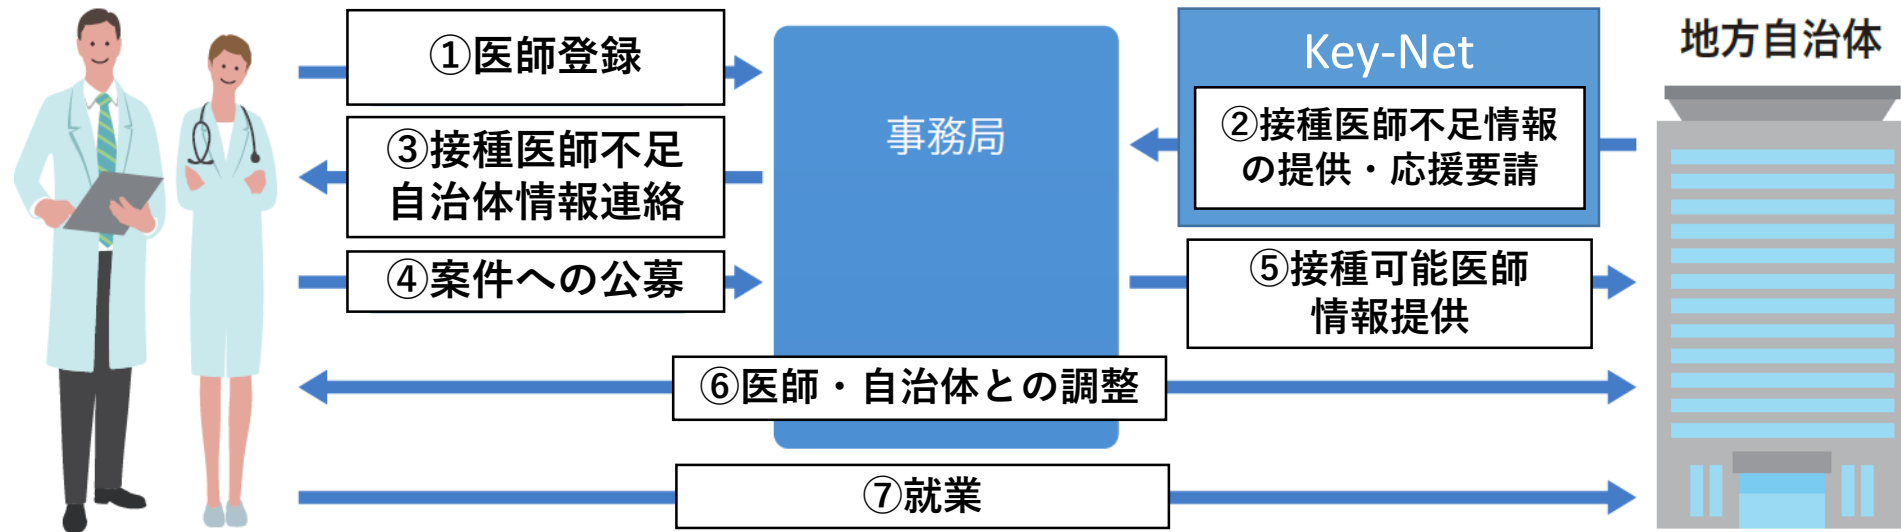 ①医師登録
③接種医師不足
自治体情報連絡
④案件への公募
事務局
Key-Net
②接種医師不足情報
の提供・応援要請
地方自治体
⑤接種可能医師
情報提供
⑥医師・自治体との調整
⑦就業